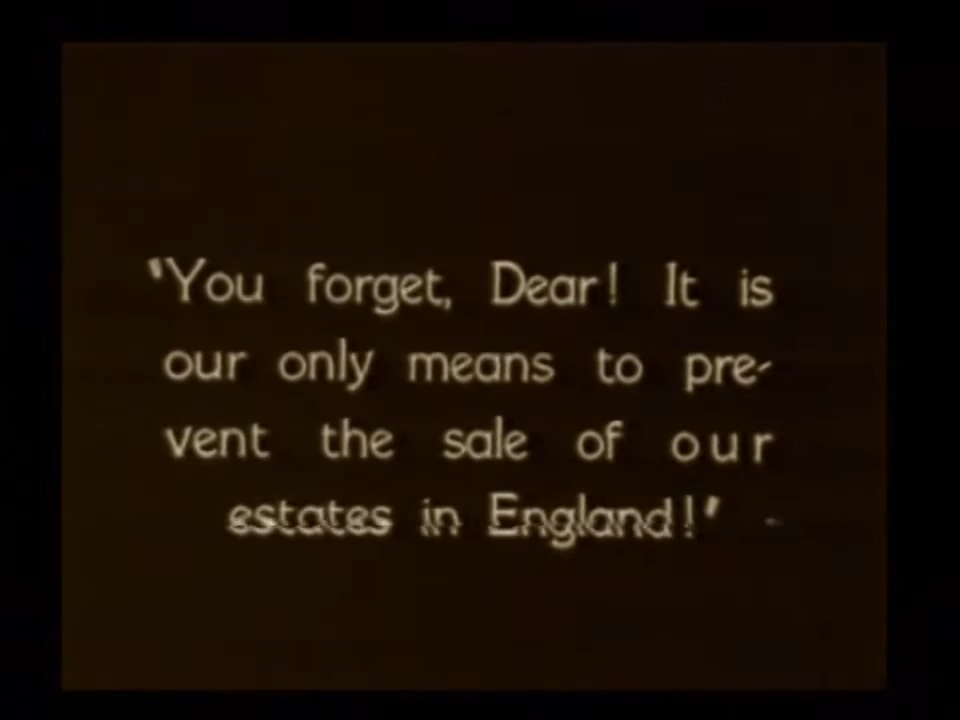 "You forget, Dear! It is
our only means to pre-
vent the sale of our
estates in England!"